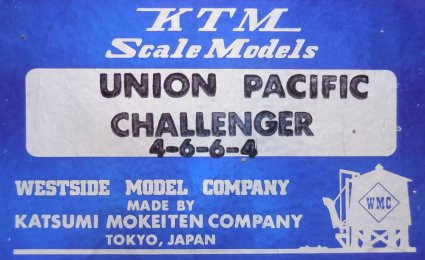 KTM
Scale Models
UNION PACIFIC
CHALLENGER
4-6-6-4
WESTSIDE MODEL COMPANY
MADE BY
KATSUMI MOKEITEN COMPANY
TOKYO, JAPAN
WMC